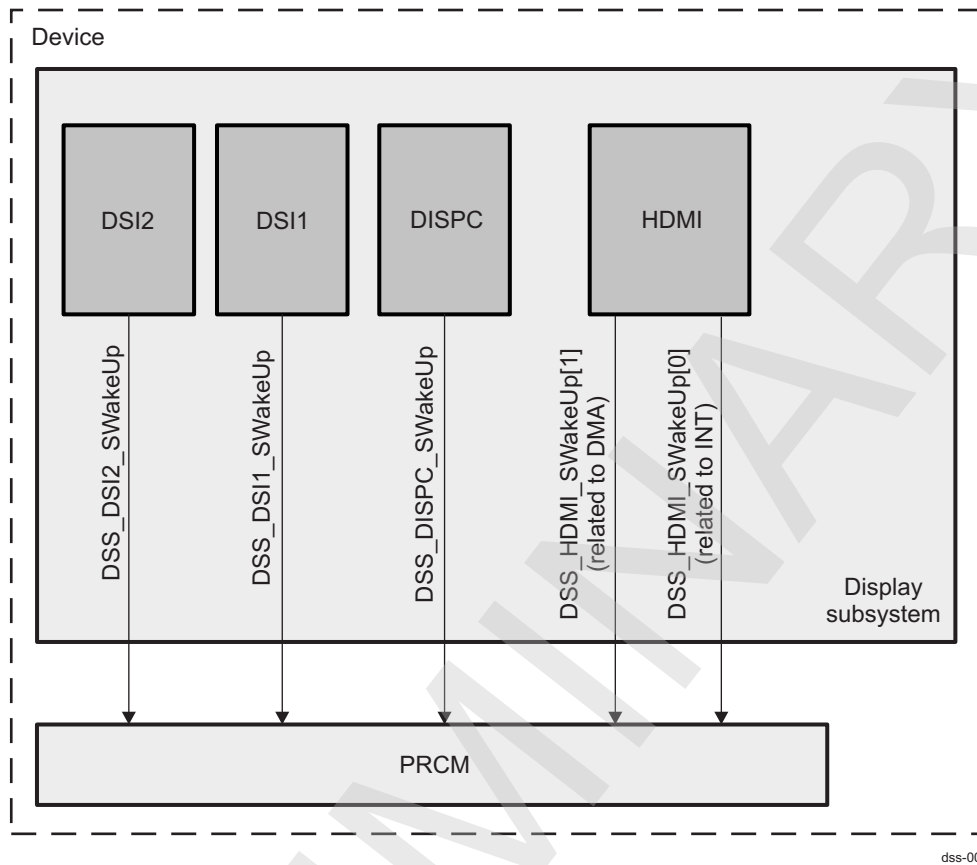 Device
DSI2
DSI1
DISPC
HDMI
DSS_DSI2_SWakeUp
DSS_DSI1_SWakeUp
DSS_DISPC_SWakeUp
DSS_HDMI_SWakeUp[1]
(related to DMA)
DSS_HDMI_SWakeUp[0]
(related to INT)
Display
subsystem
PRCM